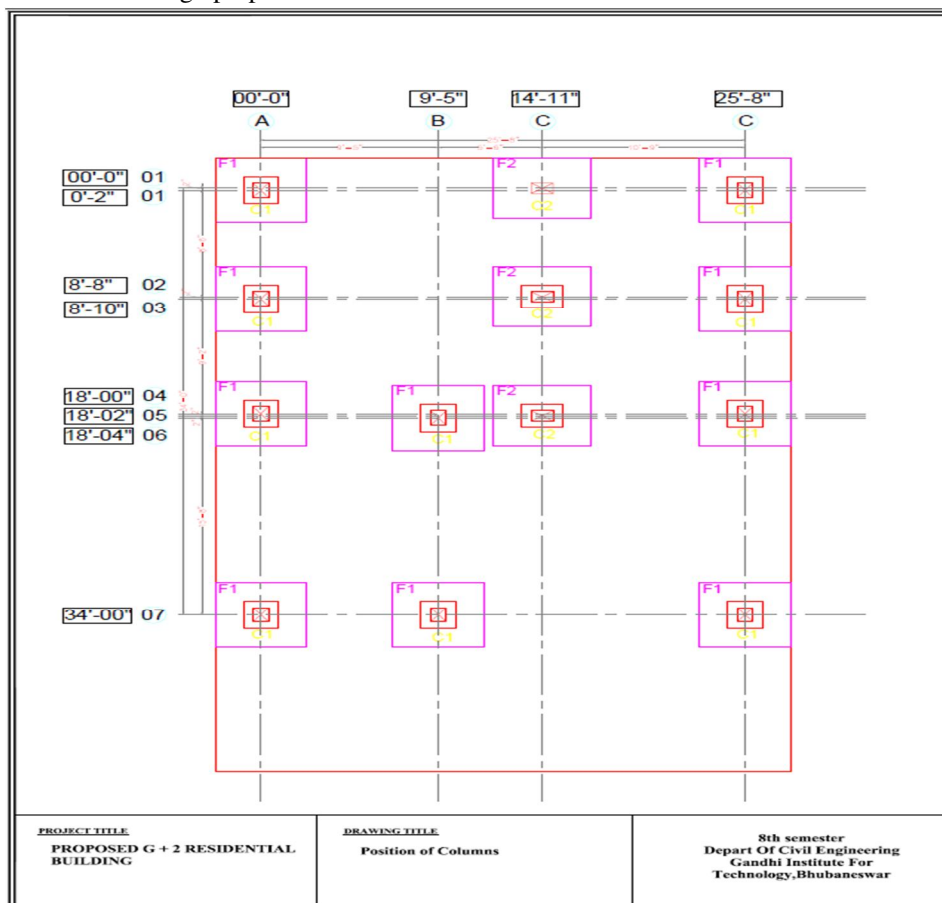 00'-0" 9'-5" 14'-11" 25'-8"
A B C C
F1 F2 F1
00'-0" 01
0'-2" 01
C1 C2 C1
F1 F2 F1
8'-8" 02
8'-10" 03
C1 C2 C1
F1 F1 F2 F1
18'-00" 04
18'-02" 05
18'-04" 06
C1 C1 C2 C1
F1 F1 F1
34'-00" 07
C1 C1 C1
PROJECT TITLE
PROPOSED G + 2 RESIDENTIAL
BUILDING
DRAWING TITLE
Position of Columns
8th semester
Depart Of Civil Engineering
Gandhi Institute For
Technology,Bhubaneswar